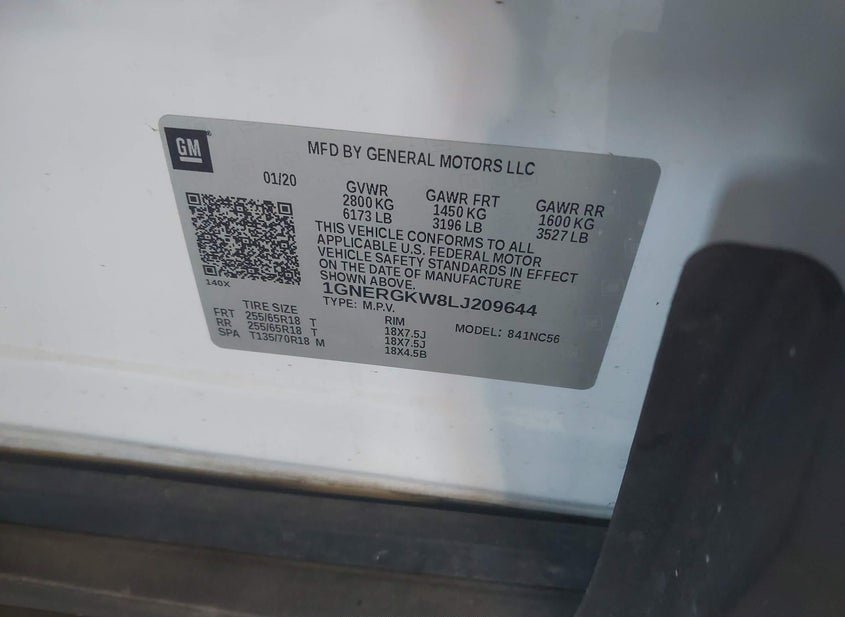 GM
MFD BY GENERAL MOTORS LLC
01/20
GVWR GAWR FRT GAWR RR
2800 KG 1450 KG 1600 KG
6173 LB 3196 LB 3527 LB
THIS VEHICLE CONFORMS TO ALL
APPLICABLE U.S. FEDERAL MOTOR
VEHICLE SAFETY STANDARDS IN EFFECT
ON THE DATE OF MANUFACTURE
SHOWN ABOVE.
140X
1GNERGKW8LJ209644
TYPE: M.P.V. MODEL: 841NC56
TIRE SIZE RIM
FRT 255/65R18 T 18X7.5J
RR 255/65R18 T 18X7.5J
SPA T135/70R18 M 18X4.5B